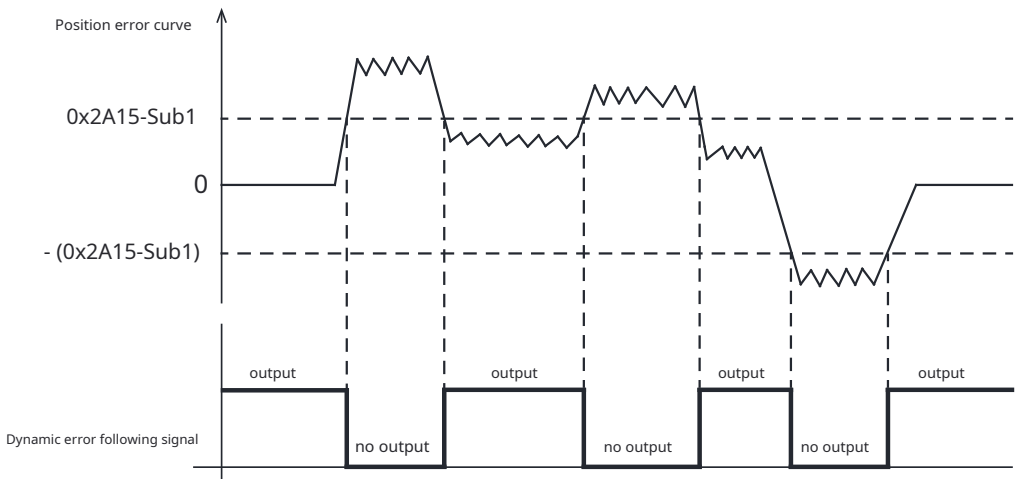 Position error curve
0x2A15-Sub1
0
- (0x2A15-Sub1)
output
output
output
output
Dynamic error following signal
no output
no output
no output